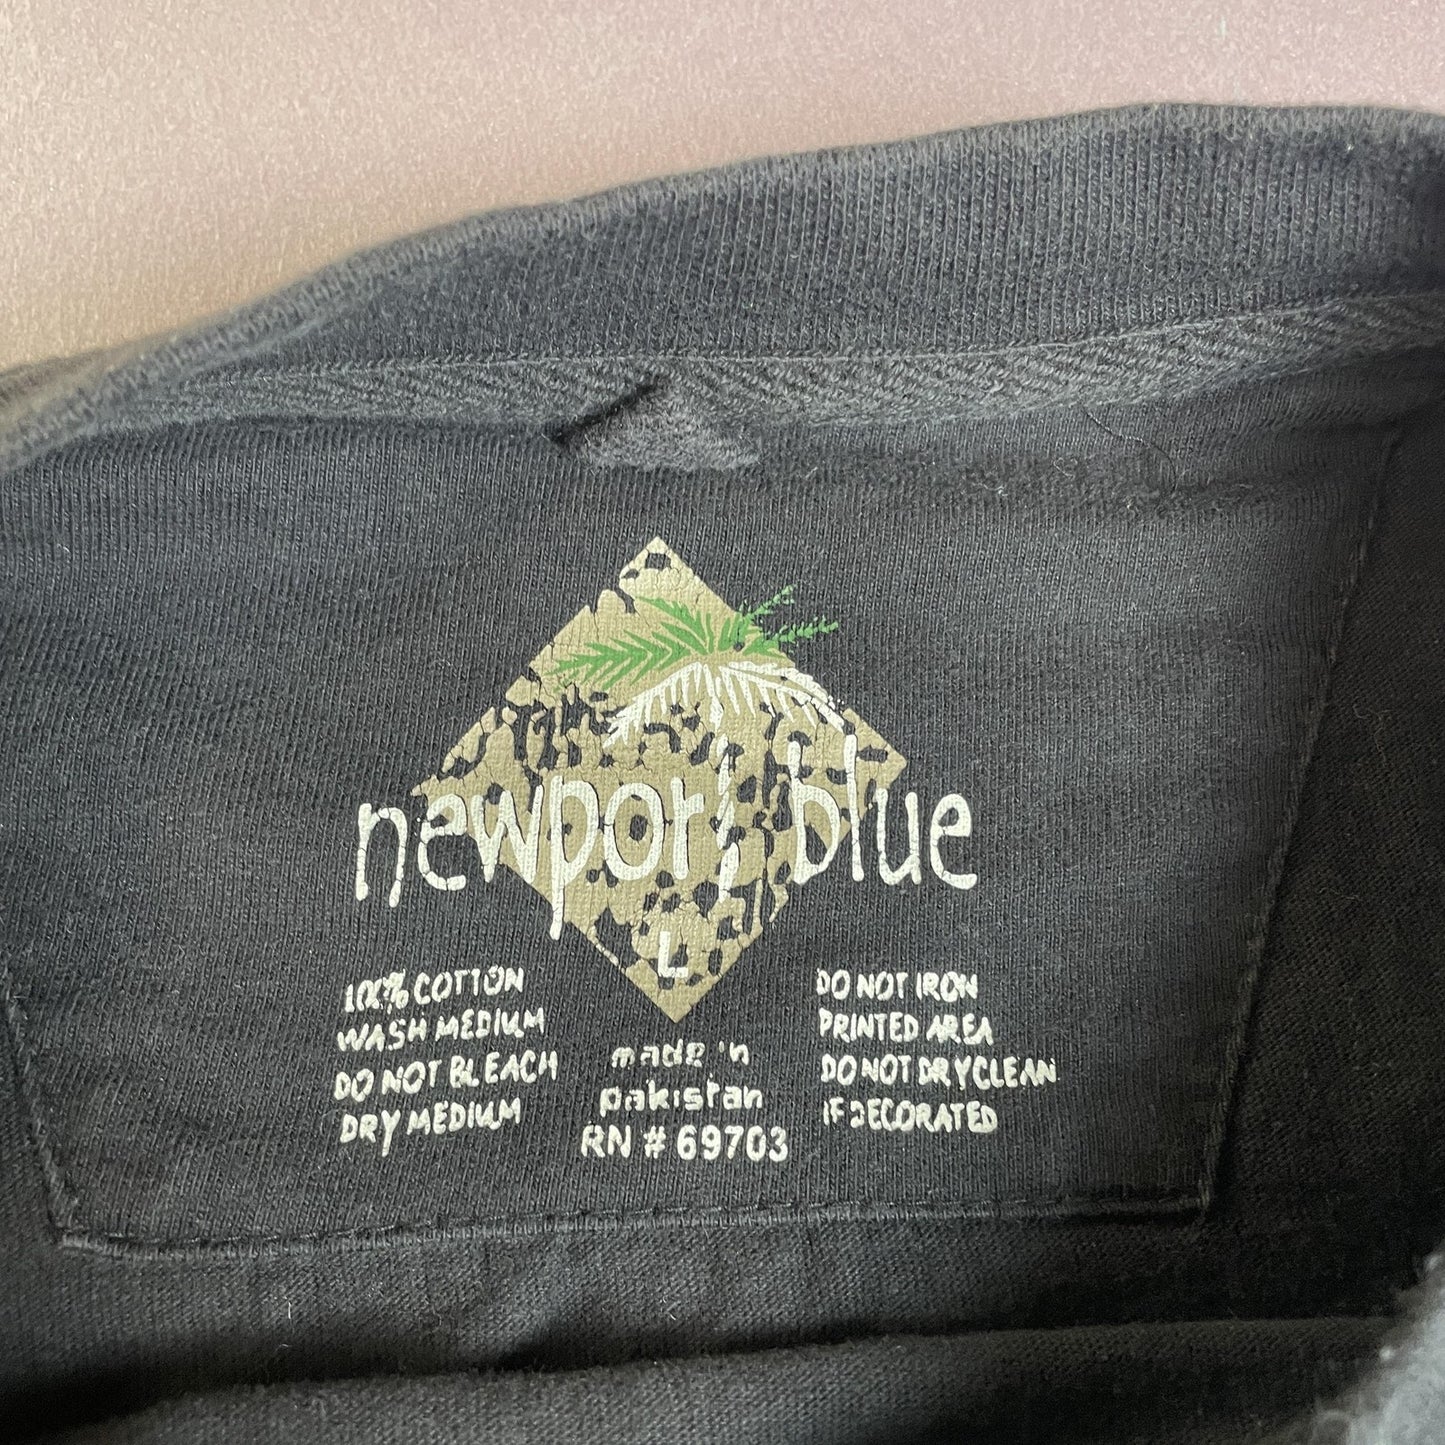 newport blue
L
100% COTTON
WASH MEDIUM
DO NOT BLEACH
DRY MEDIUM
made in
pakistan
RN # 69703
DO NOT IRON
PRINTED AREA
DO NOT DRYCLEAN
IF DECORATED